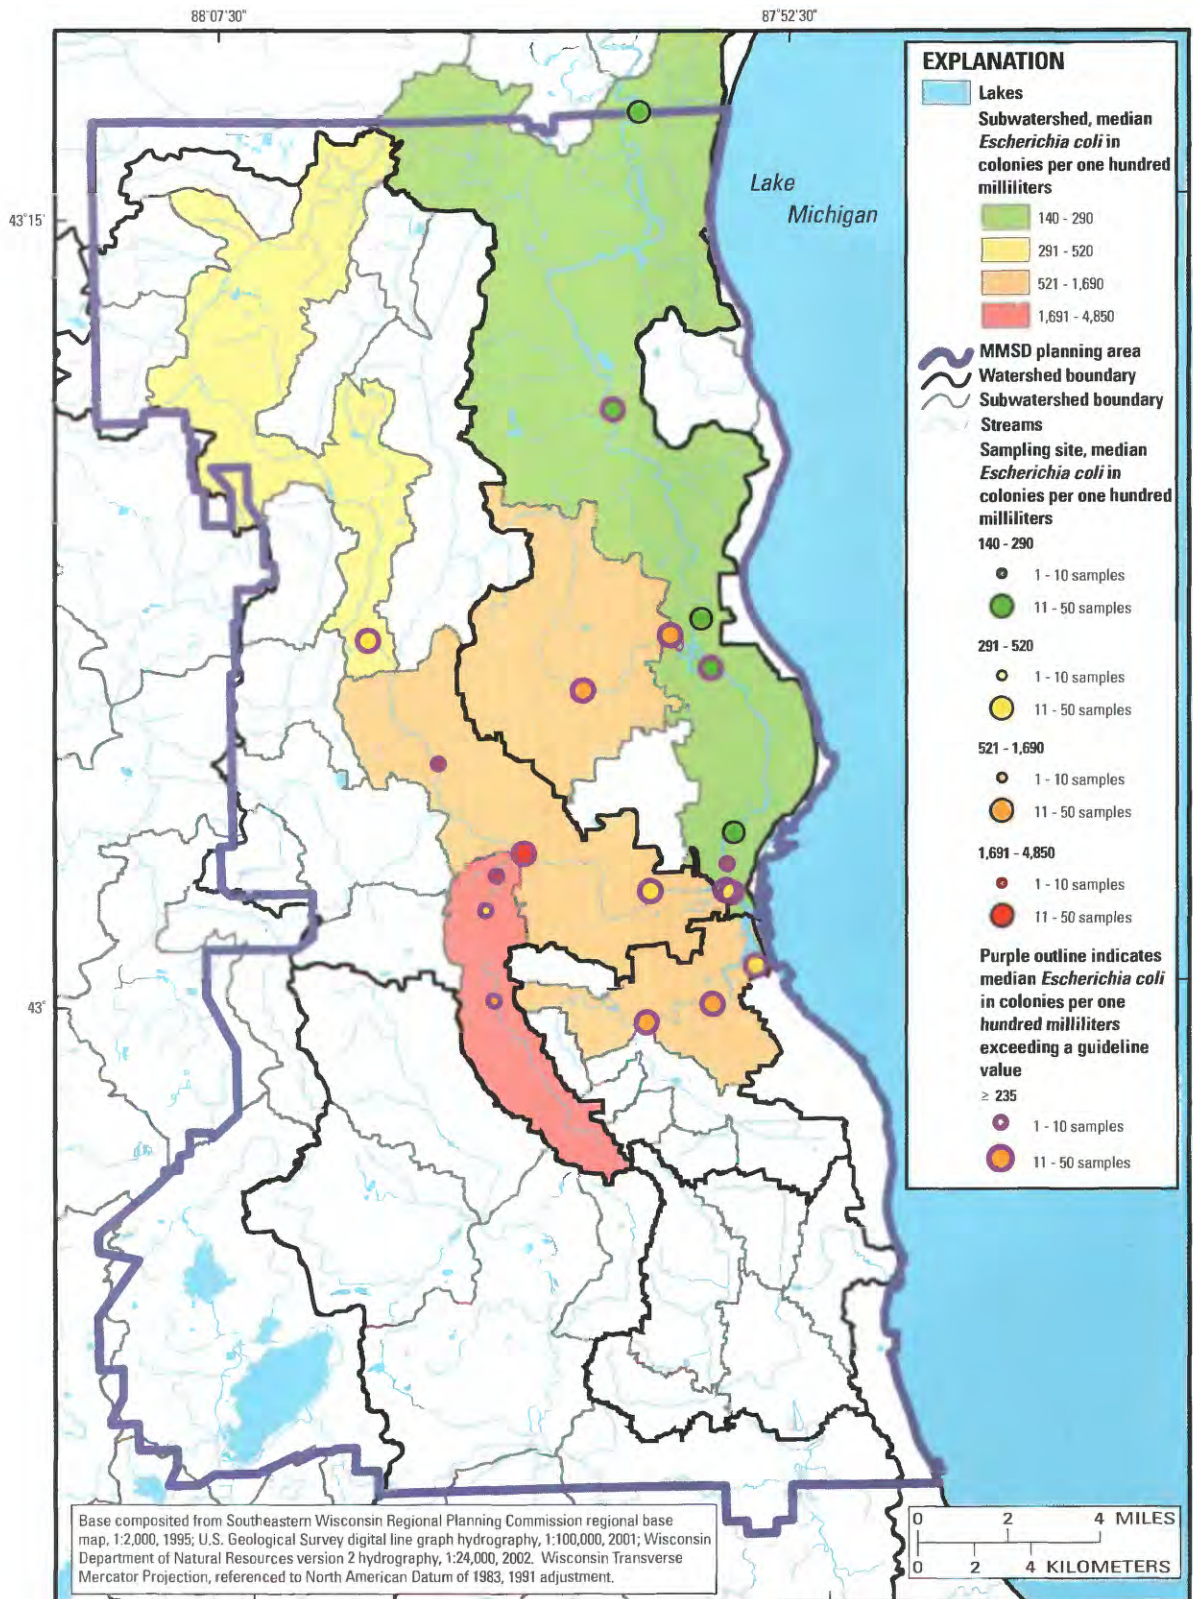 88°07'30"
87°52'30"
43°15'
43°
Lake
Michigan
EXPLANATION
Lakes
Subwatershed, median
Escherichia coli in
colonies per one hundred
milliliters
140 - 290
291 - 520
521 - 1,690
1,691 - 4,850
MMSD planning area
Watershed boundary
Subwatershed boundary
Streams
Sampling site, median
Escherichia coli in
colonies per one hundred
milliliters
140 - 290
1 - 10 samples
11 - 50 samples
291 - 520
1 - 10 samples
11 - 50 samples
521 - 1,690
1 - 10 samples
11 - 50 samples
1,691 - 4,850
1 - 10 samples
11 - 50 samples
Purple outline indicates
median Escherichia coli
in colonies per one
hundred milliliters
exceeding a guideline
value
≥ 235
1 - 10 samples
11 - 50 samples
Base composited from Southeastern Wisconsin Regional Planning Commission regional base
map, 1:2,000, 1995; U.S. Geological Survey digital line graph hydrography, 1:100,000, 2001; Wisconsin
Department of Natural Resources version 2 hydrography, 1:24,000, 2002. Wisconsin Transverse
Mercator Projection, referenced to North American Datum of 1983, 1991 adjustment.
0 2 4 MILES
0 2 4 KILOMETERS